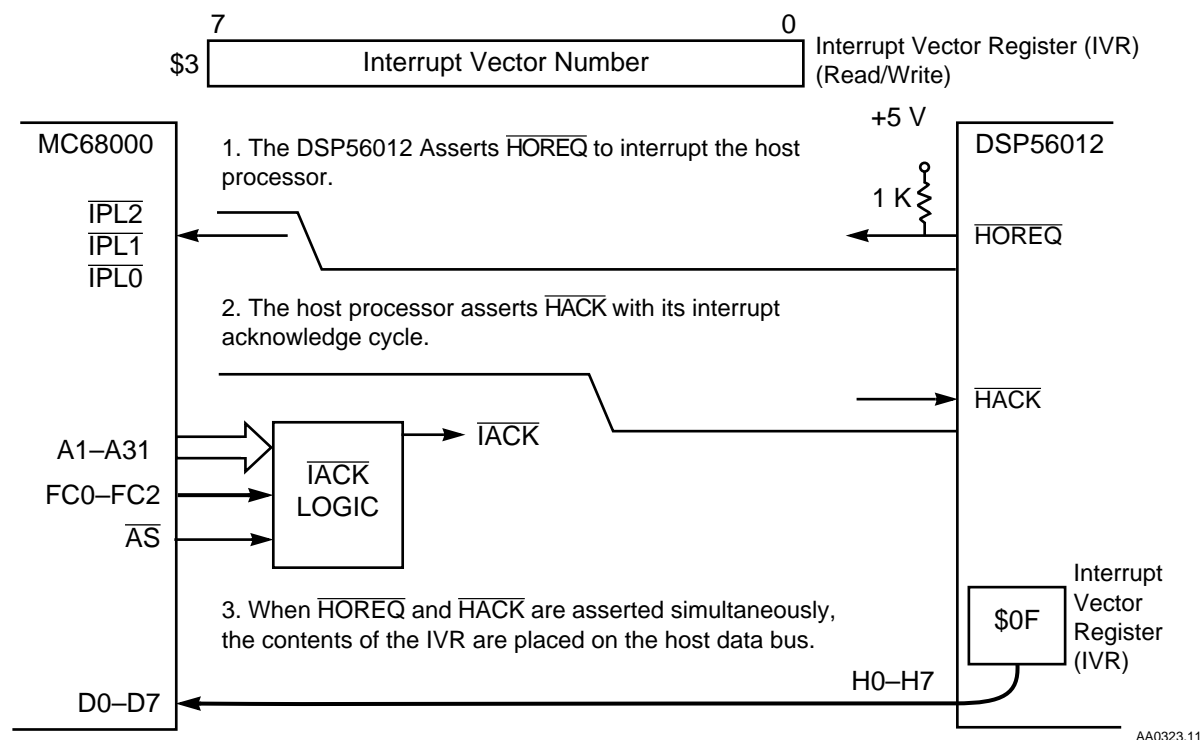 7 0
$3 Interrupt Vector Number Interrupt Vector Register (IVR)
(Read/Write)
+5 V
MC68000 DSP56012
1. The DSP56012 Asserts HOREQ to interrupt the host
processor.
1 K
IPL2
IPL1
IPL0
HOREQ
2. The host processor asserts HACK with its interrupt
acknowledge cycle.
HACK
A1–A31
FC0–FC2
AS
IACK
LOGIC
IACK
3. When HOREQ and HACK are asserted simultaneously,
the contents of the IVR are placed on the host data bus.
$0F
Interrupt
Vector
Register
(IVR)
H0–H7
D0–D7
AA0323.11